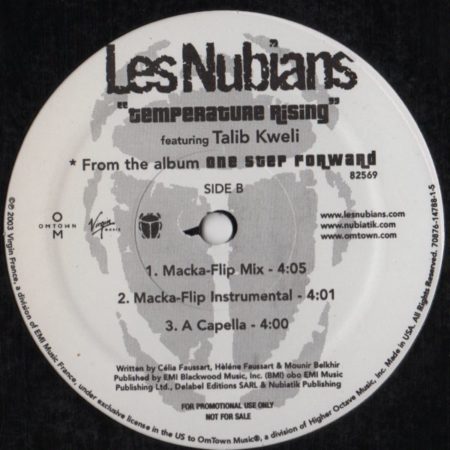 Les Nubians
"Temperature Rising"
featuring Talib Kweli
* From the album One Step Forward
82569
SIDE B
OM
OMTOWN
Virgin
MUSIC
www.lesnubians.com
www.nubiatik.com
www.omtown.com
1. Macka-Flip Mix - 4:05
2. Macka-Flip Instrumental - 4:01
3. A Capella - 4:00
Written by Célia Faussart, Hélène Faussart & Mounir Belkhir
Published by EMI Blackwood Music, Inc. (BMI) obo EMI Music
Publishing Ltd., Delabel Editions SARL & Nubiatik Publishing
FOR PROMOTIONAL USE ONLY
NOT FOR SALE
℗© 2003 Virgin France, a division of EMI Music France, under exclusive license in the US to OmTown Music®, a division of Higher Octave Music, Inc. Made in USA. All Rights Reserved. 70876-14788-1-5